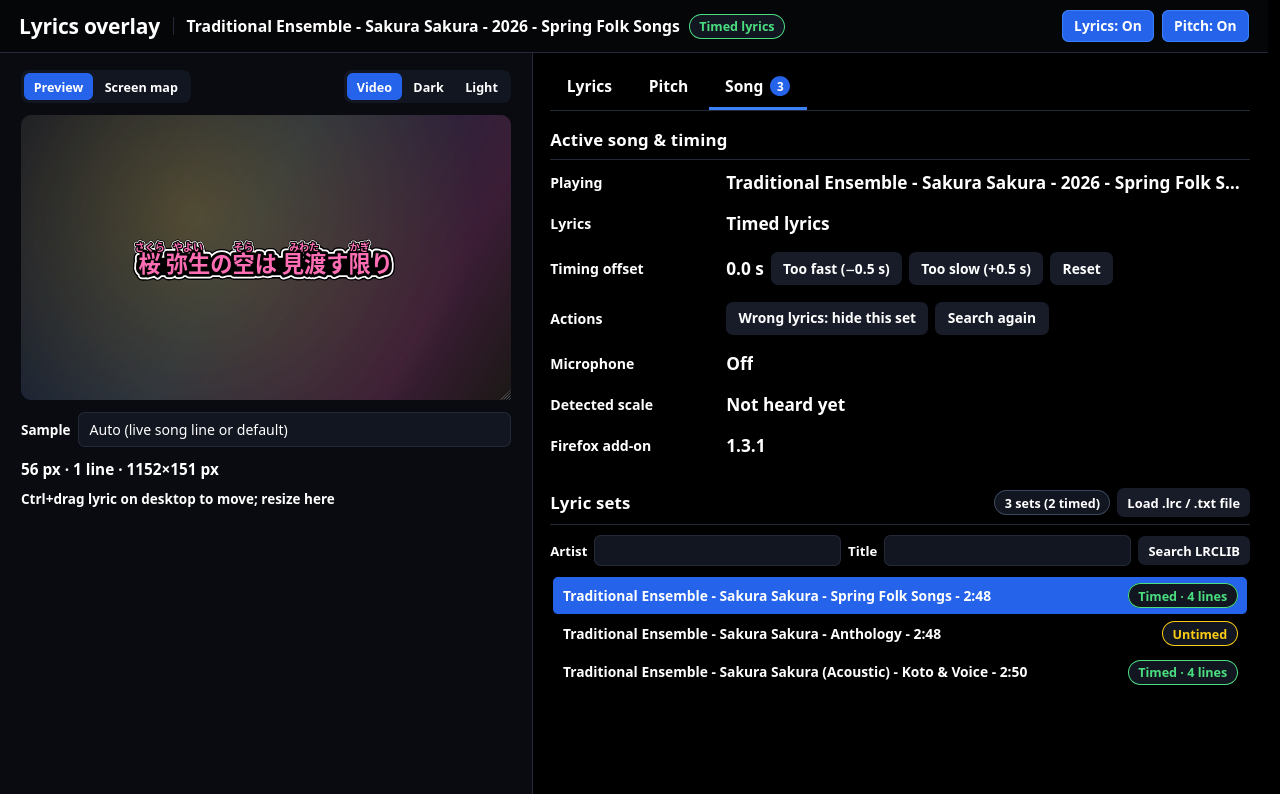 Lyrics overlay
Traditional Ensemble - Sakura Sakura - 2026 - Spring Folk Songs
Timed lyrics
Lyrics: On
Pitch: On
Preview
Screen map
Video
Dark
Light
さくら やよい そら みわた かぎ
桜 弥生の空は 見渡す限り
Sample
Auto (live song line or default)
56 px · 1 line · 1152×151 px
Ctrl+drag lyric on desktop to move; resize here
Lyrics
Pitch
Song 3
Active song & timing
Playing
Traditional Ensemble - Sakura Sakura - 2026 - Spring Folk S...
Lyrics
Timed lyrics
Timing offset
0.0 s
Too fast (−0.5 s)
Too slow (+0.5 s)
Reset
Actions
Wrong lyrics: hide this set
Search again
Microphone
Off
Detected scale
Not heard yet
Firefox add-on
1.3.1
Lyric sets
3 sets (2 timed)
Load .lrc / .txt file
Artist
Title
Search LRCLIB
Traditional Ensemble - Sakura Sakura - Spring Folk Songs - 2:48
Timed · 4 lines
Traditional Ensemble - Sakura Sakura - Anthology - 2:48
Untimed
Traditional Ensemble - Sakura Sakura (Acoustic) - Koto & Voice - 2:50
Timed · 4 lines